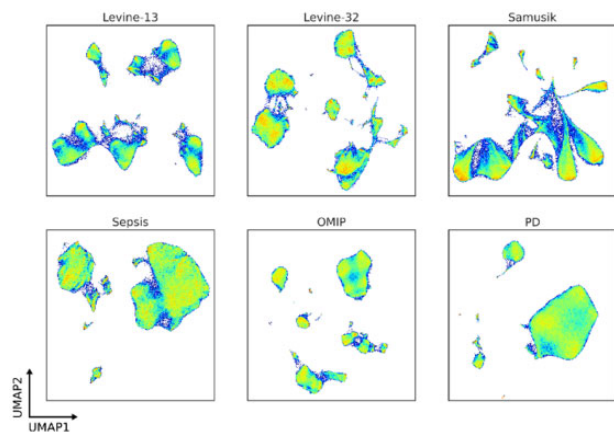 Levine-13
Levine-32
Samusik
Sepsis
OMIP
PD
UMAP2
UMAP1